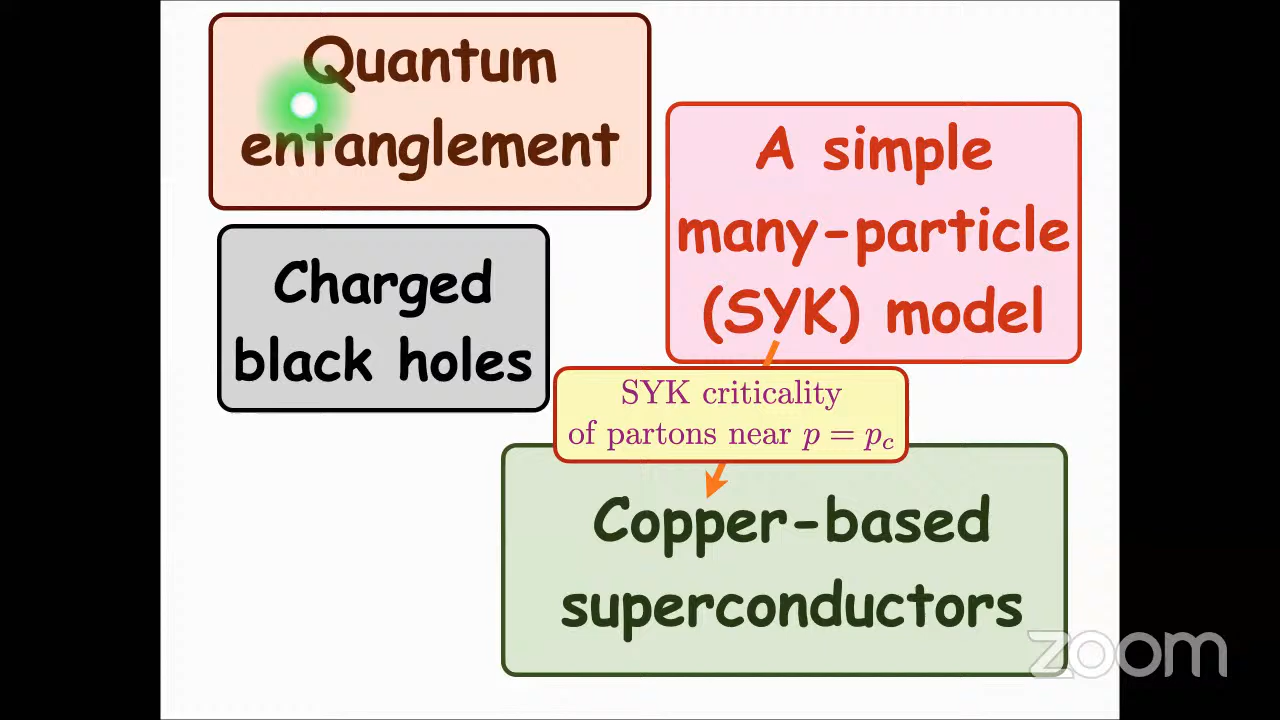 Quantum
entanglement
A simple
many-particle
(SYK) model
Charged
black holes
SYK criticality
of partons near p = p_c
Copper-based
superconductors
zoom